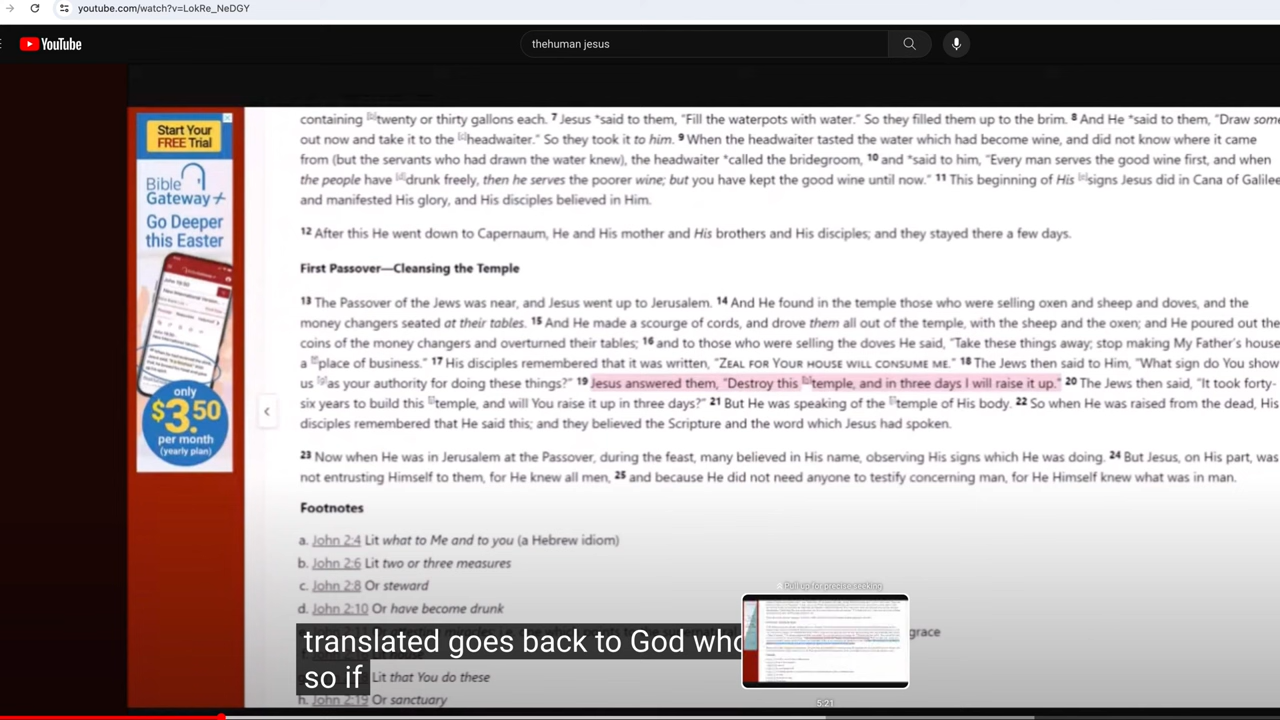 youtube.com/watch?v=LokRe_NeDGY
YouTube
thehuman jesus
Start Your
FREE Trial
Bible
Gateway+
Go Deeper
this Easter
only
$3.50
per month
(yearly plan)
containing twenty or thirty gallons each. 7 Jesus *said to them, “Fill the waterpots with water.” So they filled them up to the brim. 8 And He *said to them, “Draw some
out now and take it to the [c]headwaiter.” So they took it to him. 9 When the headwaiter tasted the water which had become wine, and did not know where it came
from (but the servants who had drawn the water knew), the headwaiter *called the bridegroom, 10 and *said to him, “Every man serves the good wine first, and when
the people have [d]drunk freely, then he serves the poorer wine; but you have kept the good wine until now.” 11 This beginning of His [e]signs Jesus did in Cana of Galilee
and manifested His glory, and His disciples believed in Him.
12 After this He went down to Capernaum, He and His mother and His brothers and His disciples; and they stayed there a few days.
First Passover—Cleansing the Temple
13 The Passover of the Jews was near, and Jesus went up to Jerusalem. 14 And He found in the temple those who were selling oxen and sheep and doves, and the
money changers seated at their tables. 15 And He made a scourge of cords, and drove them all out of the temple, with the sheep and the oxen; and He poured out the
coins of the money changers and overturned their tables; 16 and to those who were selling the doves He said, “Take these things away; stop making My Father’s house
a [f]place of business.” 17 His disciples remembered that it was written, “ZEAL FOR YOUR HOUSE WILL CONSUME ME.” 18 The Jews then said to Him, “What sign do You show
us [g]as your authority for doing these things?” 19 Jesus answered them, “Destroy this [h]temple, and in three days I will raise it up.” 20 The Jews then said, “It took forty-
six years to build this temple, and will You raise it up in three days?” 21 But He was speaking of the temple of His body. 22 So when He was raised from the dead, His
disciples remembered that He said this; and they believed the Scripture and the word which Jesus had spoken.
23 Now when He was in Jerusalem at the Passover, during the feast, many believed in His name, observing His signs which He was doing. 24 But Jesus, on His part, was
not entrusting Himself to them, for He knew all men, 25 and because He did not need anyone to testify concerning man, for He Himself knew what was in man.
Footnotes
a. John 2:4 Lit what to Me and to you (a Hebrew idiom)
b. John 2:6 Lit two or three measures
c. John 2:8 Or steward
d. John 2:10 Or have become drunk
Pull up for precise seeking
grace
translated goes back to God who
so if
Lit that You do these
h. John 2:19 Or sanctuary
5:21